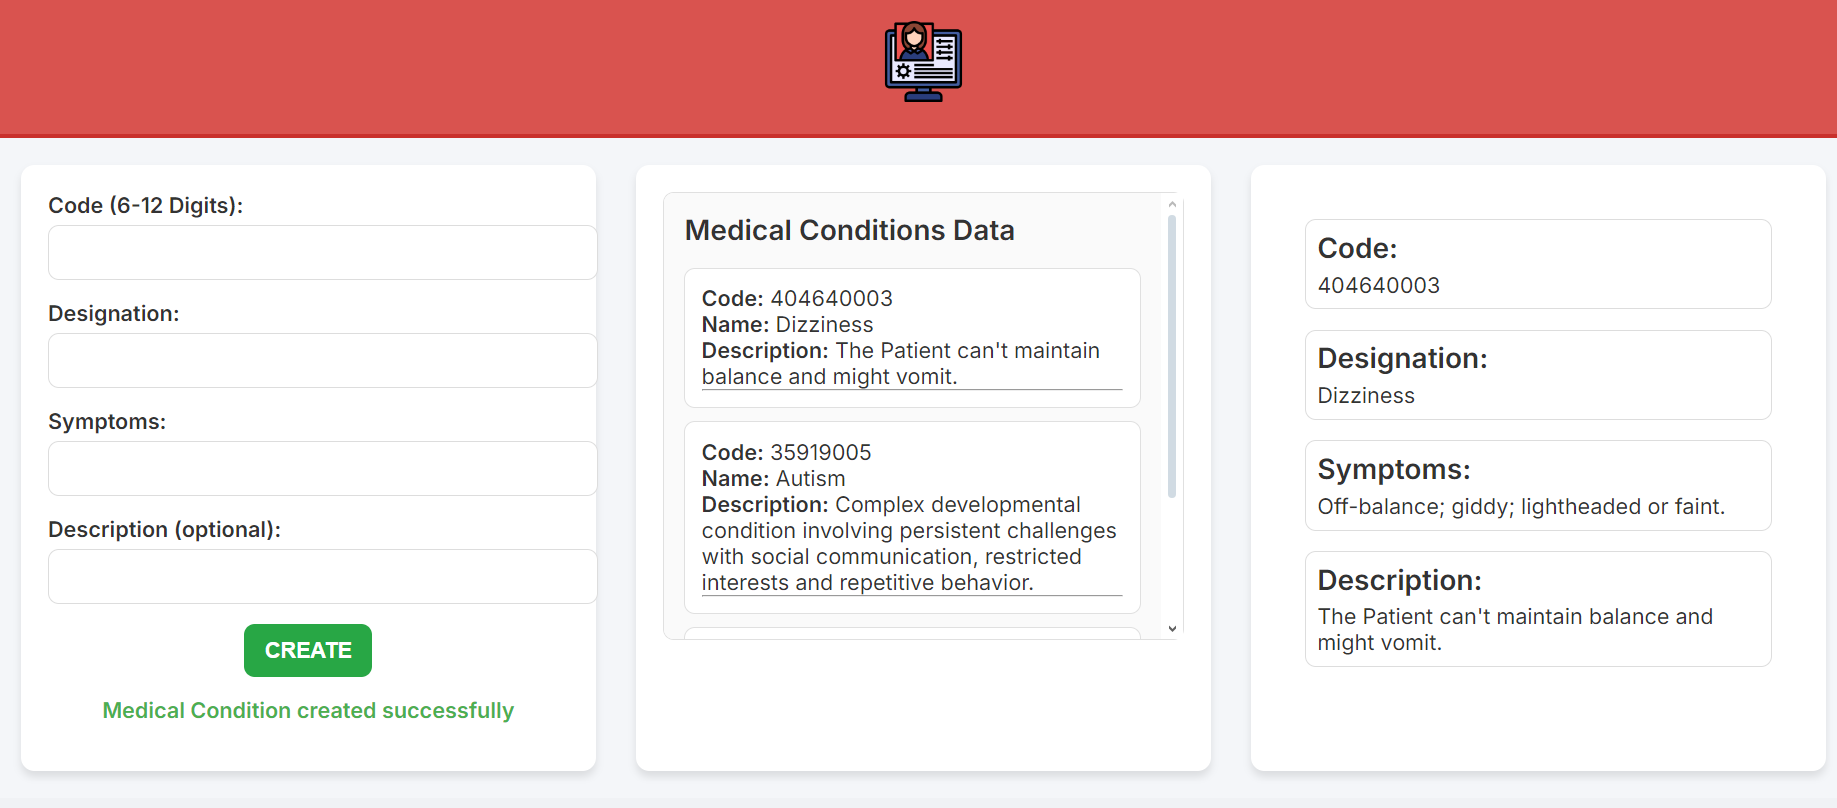 Code (6-12 Digits):
Designation:
Symptoms:
Description (optional):
CREATE
Medical Condition created successfully
Medical Conditions Data
Code: 404640003
Name: Dizziness
Description: The Patient can't maintain
balance and might vomit.
Code: 35919005
Name: Autism
Description: Complex developmental
condition involving persistent challenges
with social communication, restricted
interests and repetitive behavior.
Code:
404640003
Designation:
Dizziness
Symptoms:
Off-balance; giddy; lightheaded or faint.
Description:
The Patient can't maintain balance and
might vomit.